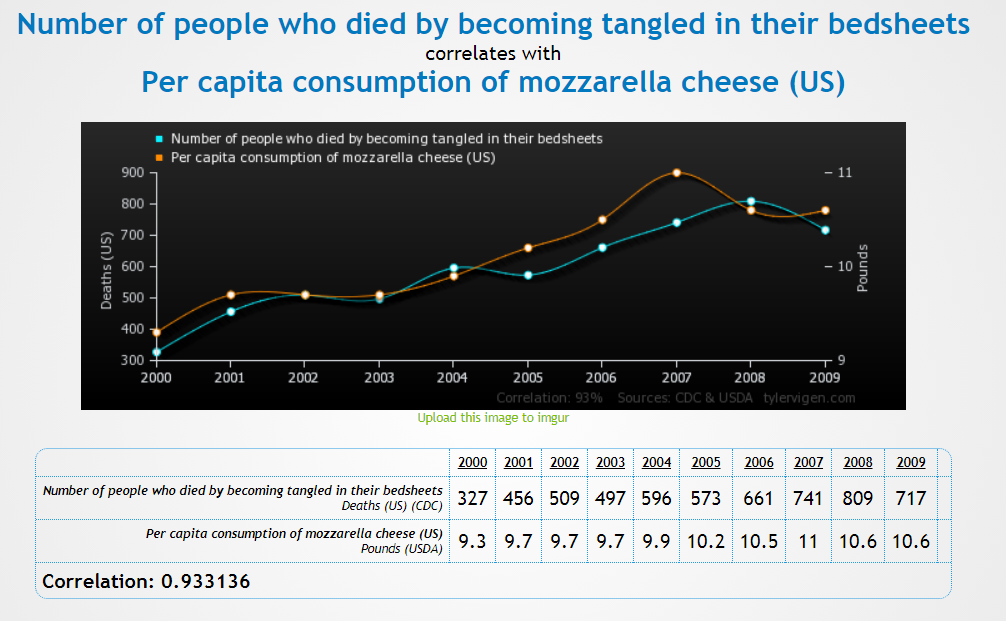 Number of people who died by becoming tangled in their bedsheets
correlates with
Per capita consumption of mozzarella cheese (US)
Number of people who died by becoming tangled in their bedsheets
Per capita consumption of mozzarella cheese (US)
900
800
700
600
500
400
300
Deaths (US)
11
10
9
Pounds
2000 2001 2002 2003 2004 2005 2006 2007 2008 2009
Correlation: 93% Sources: CDC & USDA tylervigen.com
Upload this image to imgur
2000 2001 2002 2003 2004 2005 2006 2007 2008 2009
Number of people who died by becoming tangled in their bedsheets
Deaths (US) (CDC)
327 456 509 497 596 573 661 741 809 717
Per capita consumption of mozzarella cheese (US)
Pounds (USDA)
9.3 9.7 9.7 9.7 9.9 10.2 10.5 11 10.6 10.6
Correlation: 0.933136